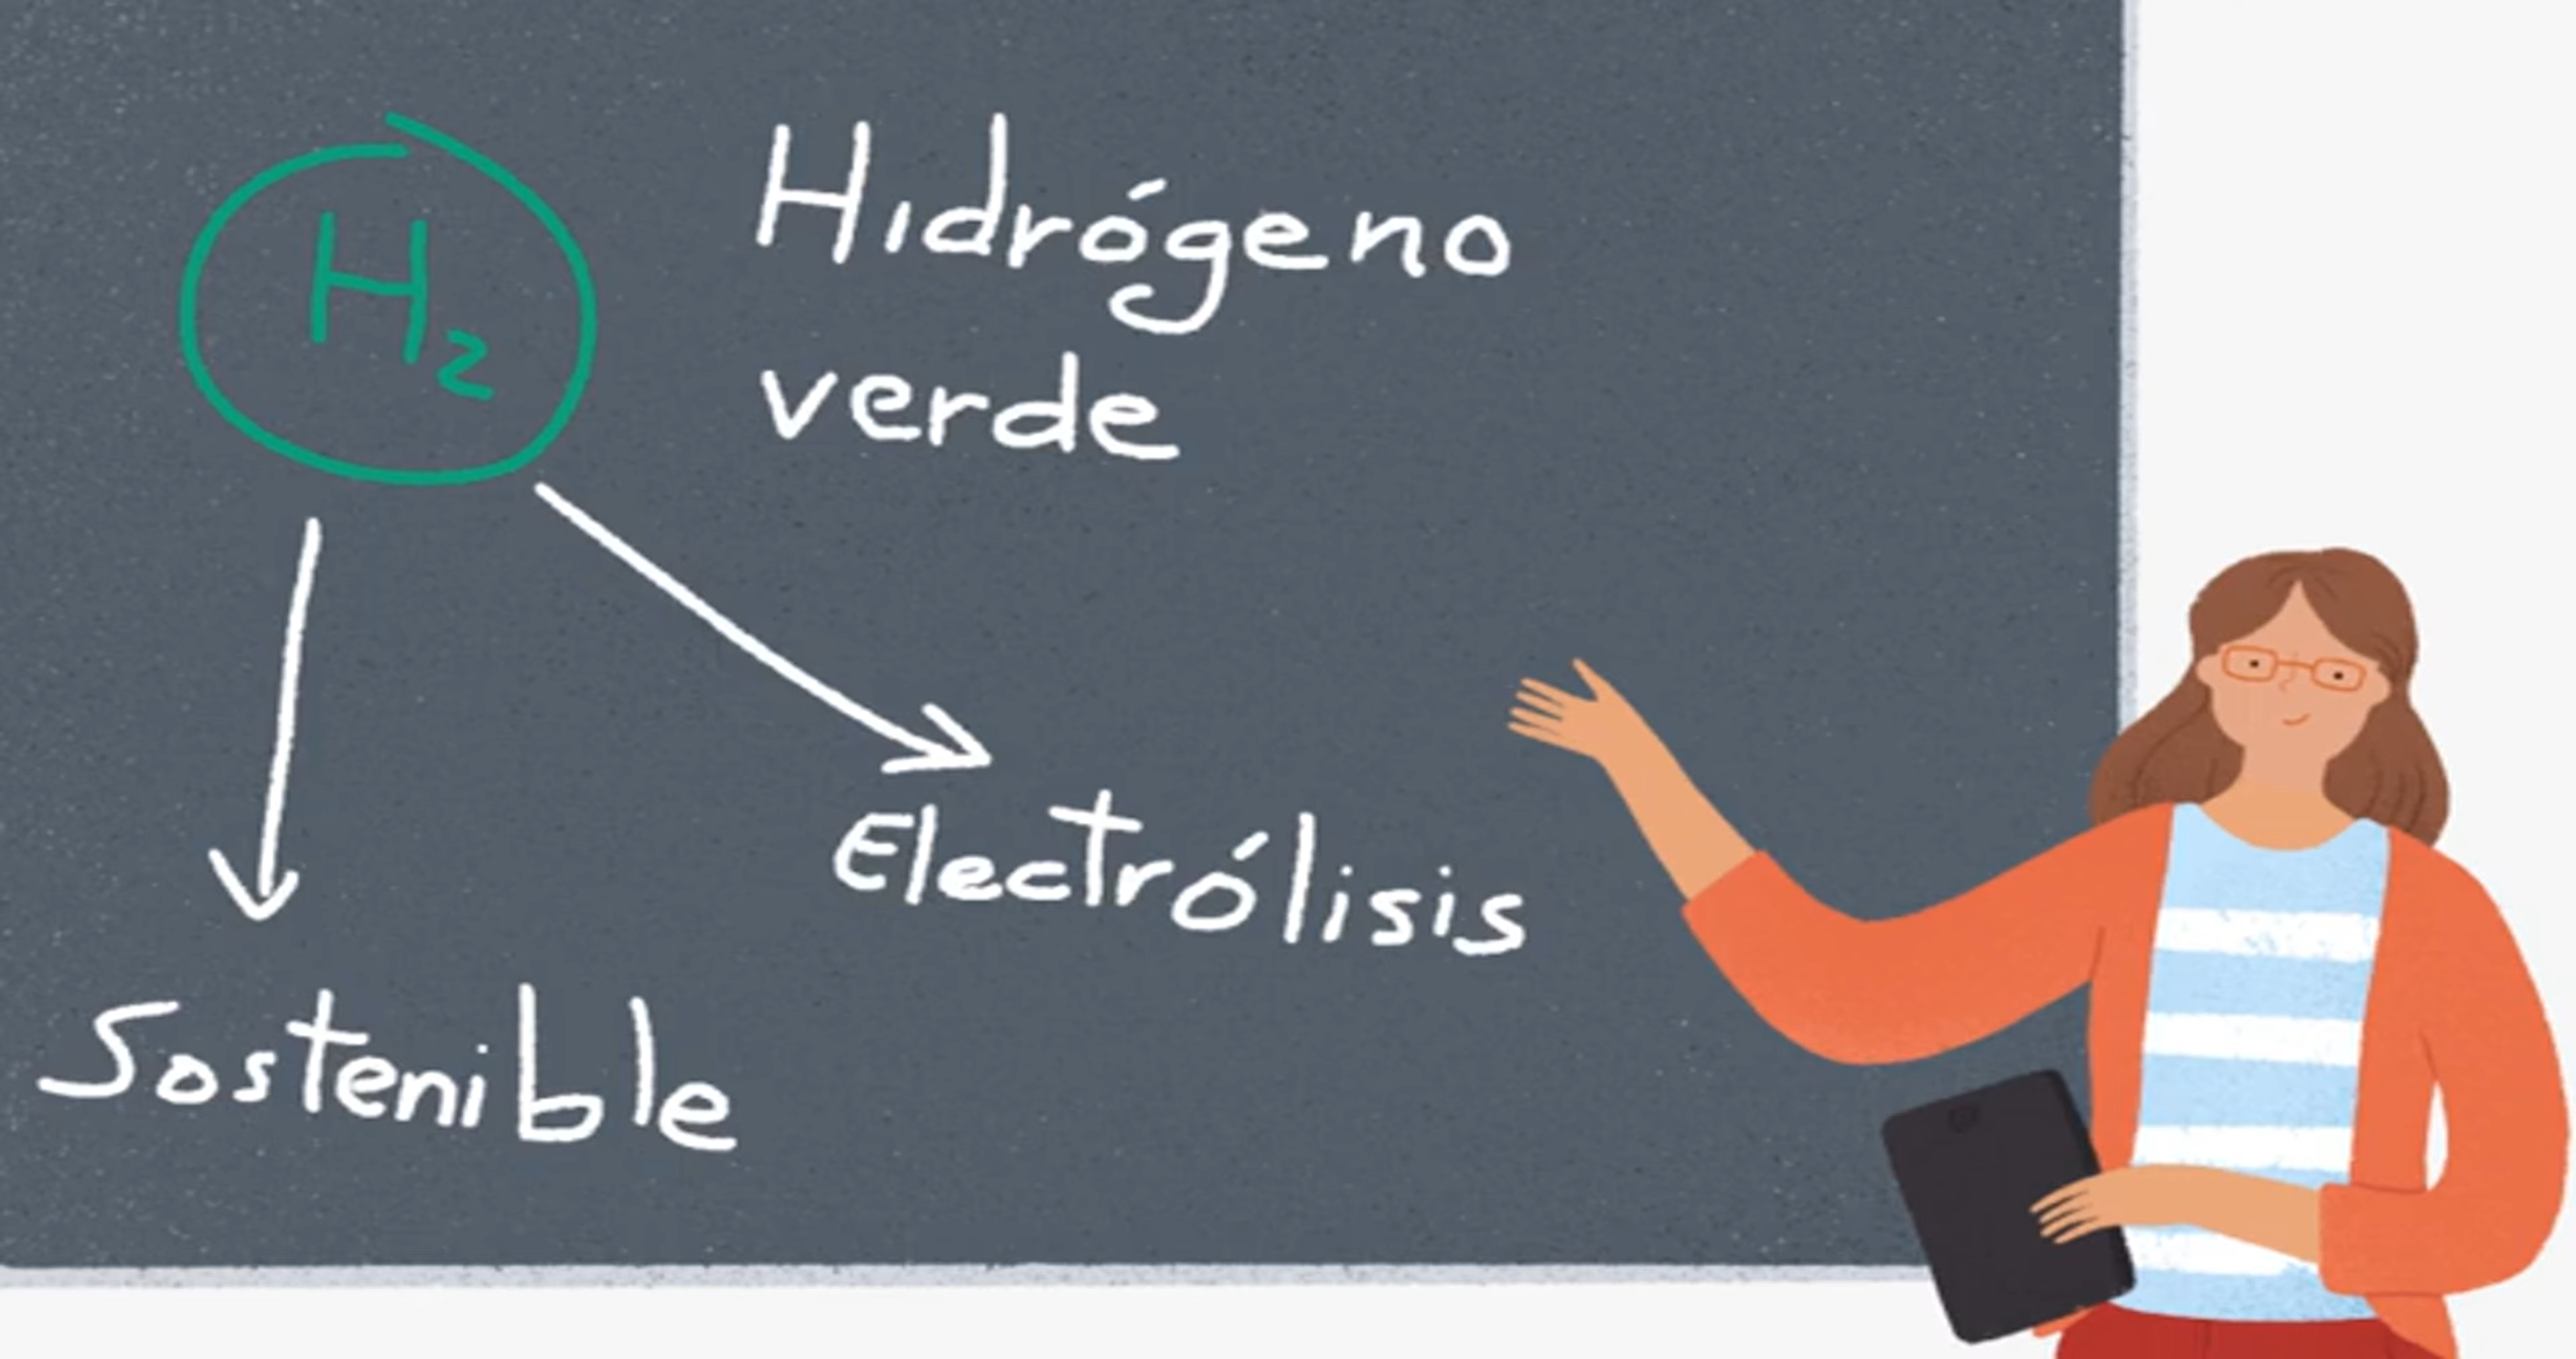 H₂
Hidrógeno
verde
Electrólisis
Sostenible